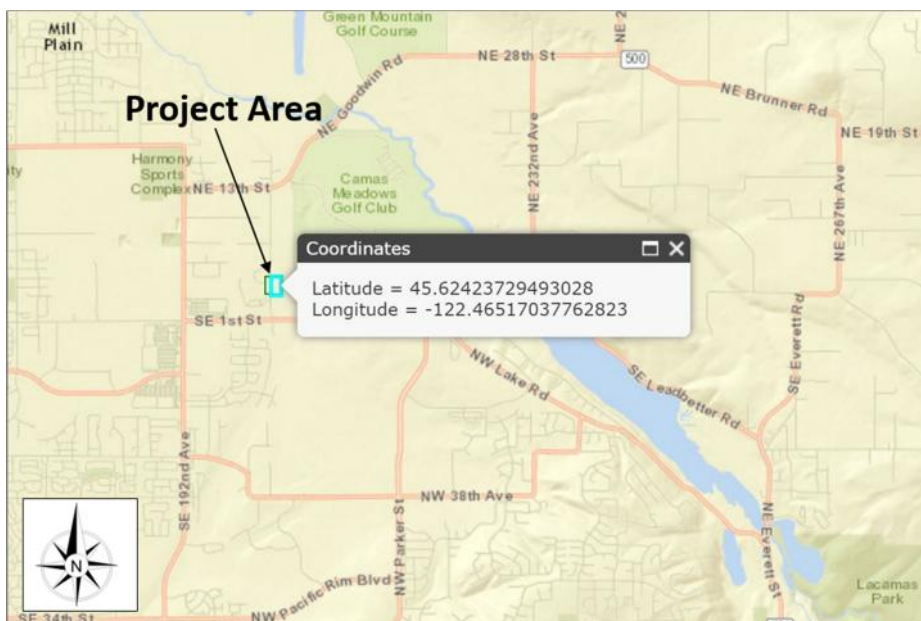 Mill
Plain
Green Mountain
Golf Course
NE 28th St
500
NE 2
NE Brunner Rd
NE 19th St
Project Area
NE Goodwin Rd
Harmony
Sports
Complex
NE 13th St
ity
Camas
Meadows
Golf Club
NE 232nd Ave
NE 267th Ave
Coordinates
Latitude = 45.62423729493028
Longitude = -122.46517037762823
SE 1st St
NW Lake Rd
SE Leadbetter Rd
SE Everett Rd
SE 192nd Ave
NW 38th Ave
NW Parker St
NE Everett St
N
NW Pacific Rim Blvd
Lacamas
Park
SE 34th St